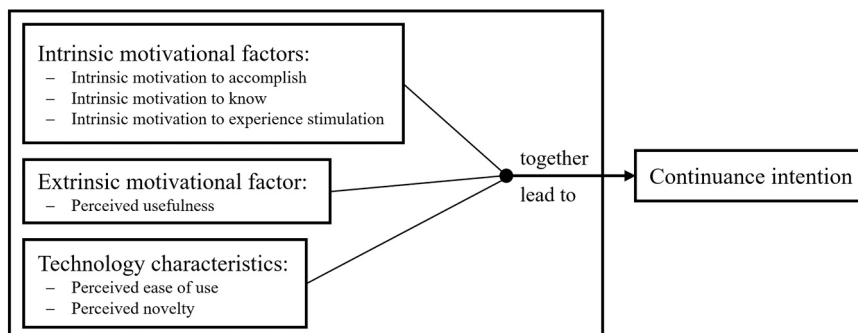 Intrinsic motivational factors:
– Intrinsic motivation to accomplish
– Intrinsic motivation to know
– Intrinsic motivation to experience stimulation
Extrinsic motivational factor:
– Perceived usefulness
Technology characteristics:
– Perceived ease of use
– Perceived novelty
together
lead to
Continuance intention